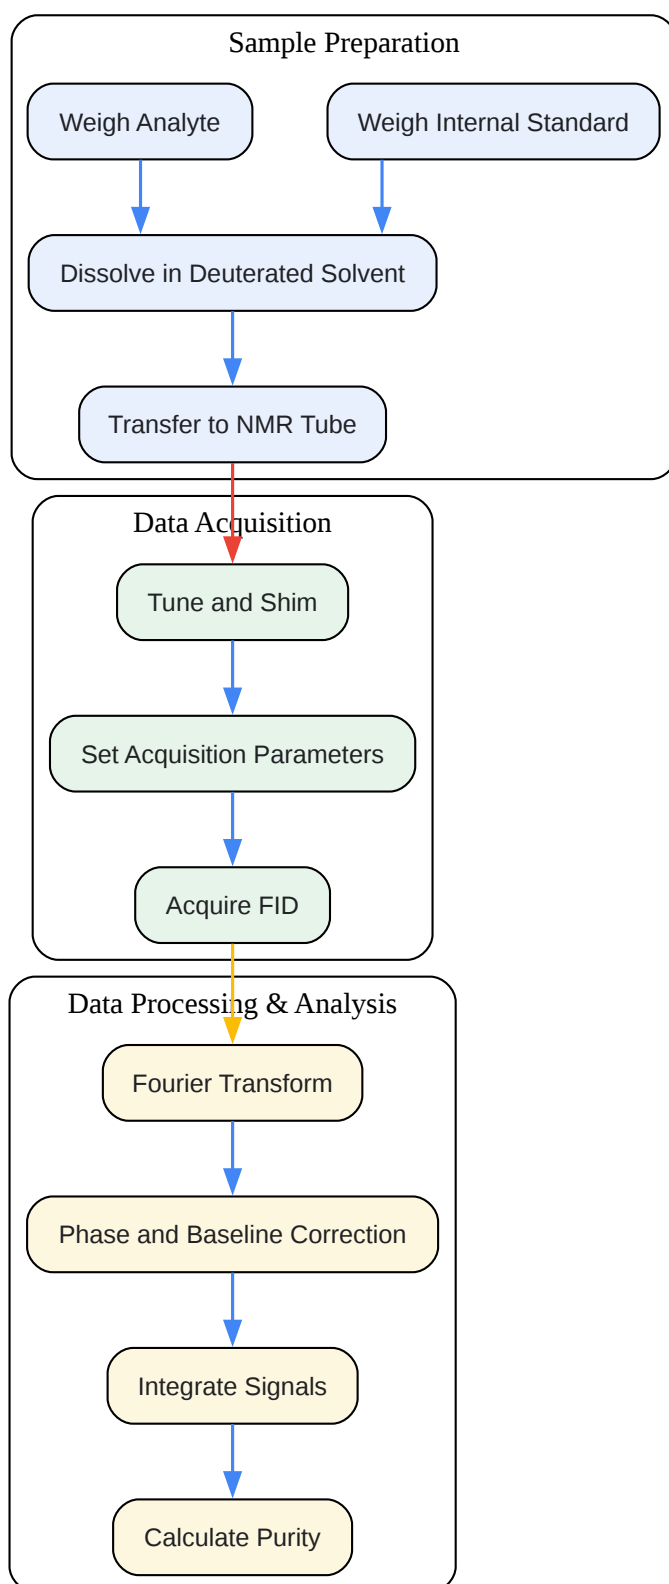 Sample Preparation
Weigh Analyte
Weigh Internal Standard
Dissolve in Deuterated Solvent
Transfer to NMR Tube
Data Acquisition
Tune and Shim
Set Acquisition Parameters
Acquire FID
Data Processing & Analysis
Fourier Transform
Phase and Baseline Correction
Integrate Signals
Calculate Purity